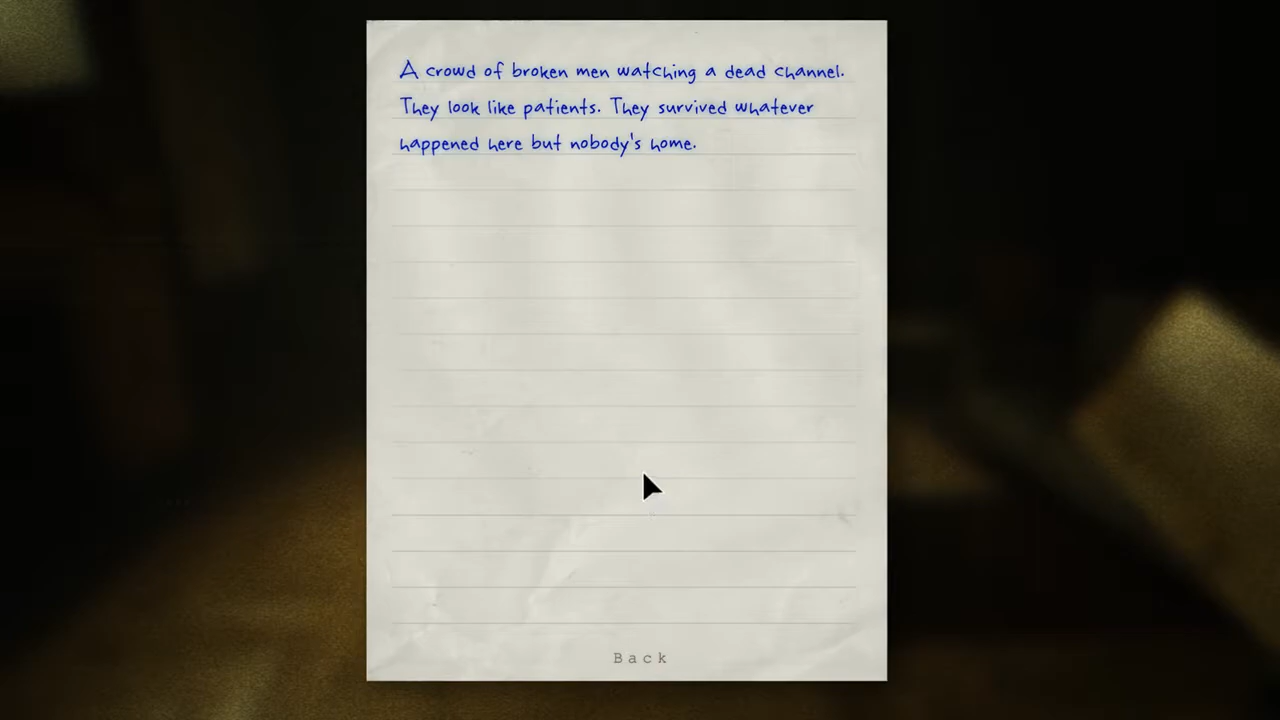 A crowd of broken men watching a dead channel.
They look like patients. They survived whatever
happened here but nobody's home.
Back